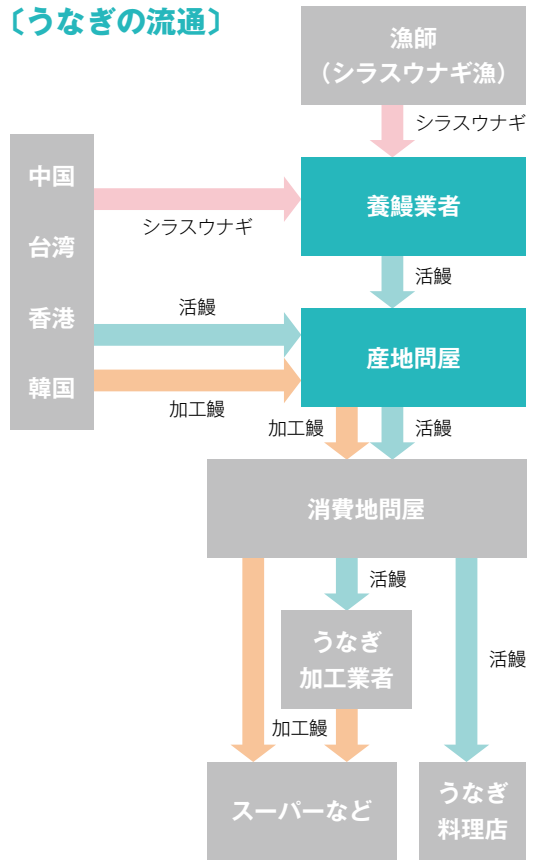 〔うなぎの流通〕
漁師
（シラスウナギ漁）
シラスウナギ
中国
台湾
香港
韓国
シラスウナギ
養鰻業者
活鰻
活鰻
産地問屋
加工鰻
加工鰻
活鰻
消費地問屋
活鰻
うなぎ
加工業者
活鰻
加工鰻
スーパーなど
うなぎ
料理店